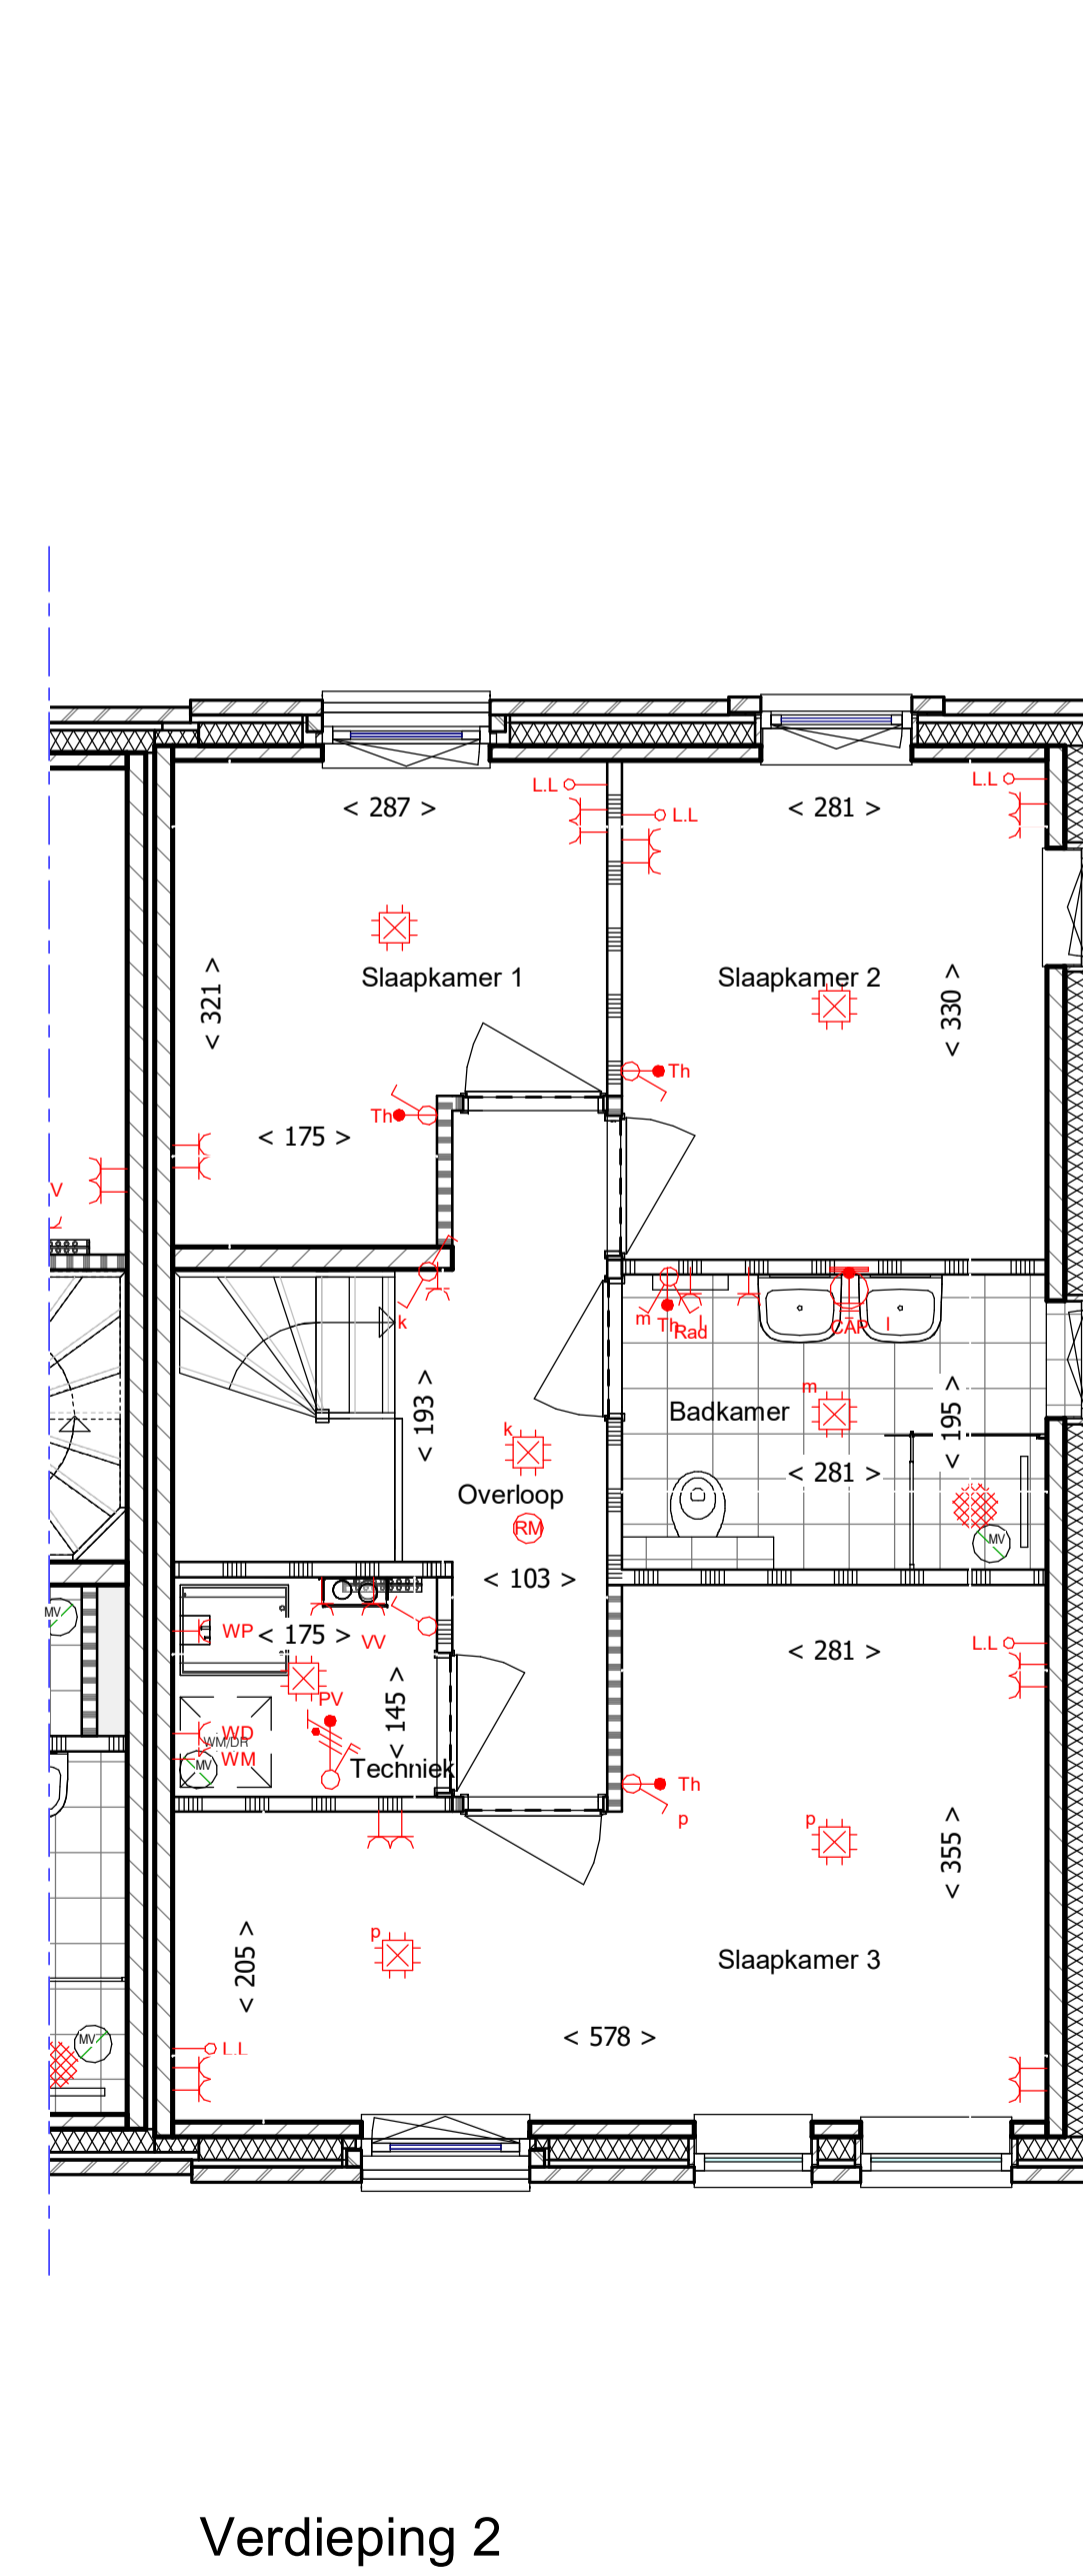 L.L
L.L
< 287 >
< 281 >
L.L
Slaapkamer 1
Slaapkamer 2
< 321 >
< 330 >
Th
Th
< 175 >
V
k
m
Th
Rad
l
CAP
l
m
Badkamer
< 193 >
< 195 >
k
< 281 >
Overloop
RM
MV
< 103 >
MV
WP
< 175 >
VV
< 281 >
L.L
PV
< 145 >
WD
WM/DR
WM
MV
Techniek
Th
p
p
< 355 >
p
< 205 >
Slaapkamer 3
< 578 >
MV
L.L
Verdieping 2